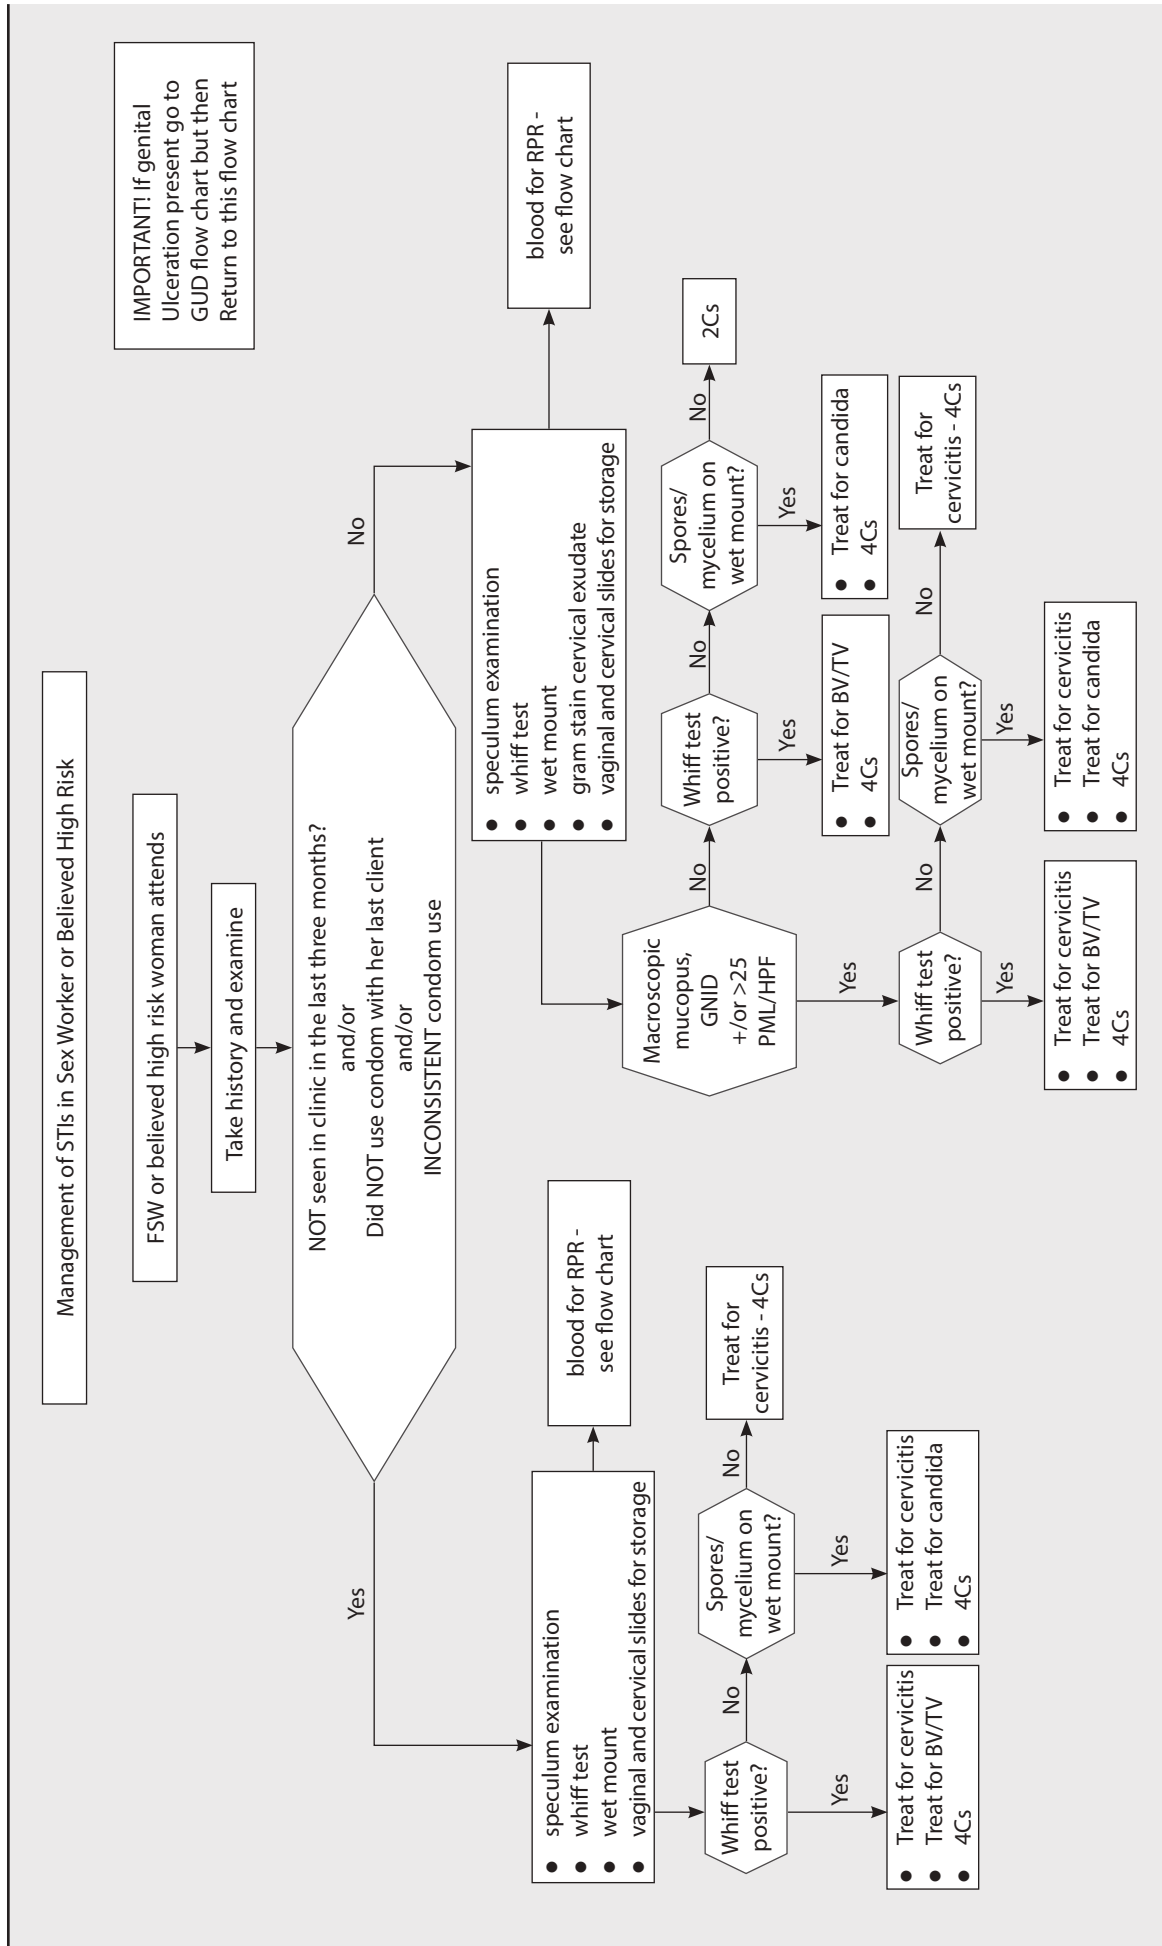 Management of STIs in Sex Worker or Believed High Risk
IMPORTANT! If genital
Ulceration present go to
GUD flow chart but then
Return to this flow chart
FSW or believed high risk woman attends
Take history and examine
NOT seen in clinic in the last three months?
and/or
Did NOT use condom with her last client
and/or
INCONSISTENT condom use
Yes
No
● speculum examination
● whiff test
● wet mount
● vaginal and cervical slides for storage
blood for RPR -
see flow chart
Whiff test
positive?
No
Spores/
mycelium on
wet mount?
No
Treat for
cervicitis - 4Cs
Yes
Yes
● Treat for cervicitis
● Treat for BV/TV
● 4Cs
● Treat for cervicitis
● Treat for candida
● 4Cs
● speculum examination
● whiff test
● wet mount
● gram stain cervical exudate
● vaginal and cervical slides for storage
blood for RPR -
see flow chart
Macroscopic
mucopus,
GNID
+/or >25
PML/HPF
No
Whiff test
positive?
No
Spores/
mycelium on
wet mount?
No
2Cs
Yes
Yes
● Treat for BV/TV
● 4Cs
● Treat for candida
● 4Cs
Yes
Whiff test
positive?
No
Spores/
mycelium on
wet mount?
No
Treat for
cervicitis - 4Cs
Yes
Yes
● Treat for cervicitis
● Treat for BV/TV
● 4Cs
● Treat for cervicitis
● Treat for candida
● 4Cs